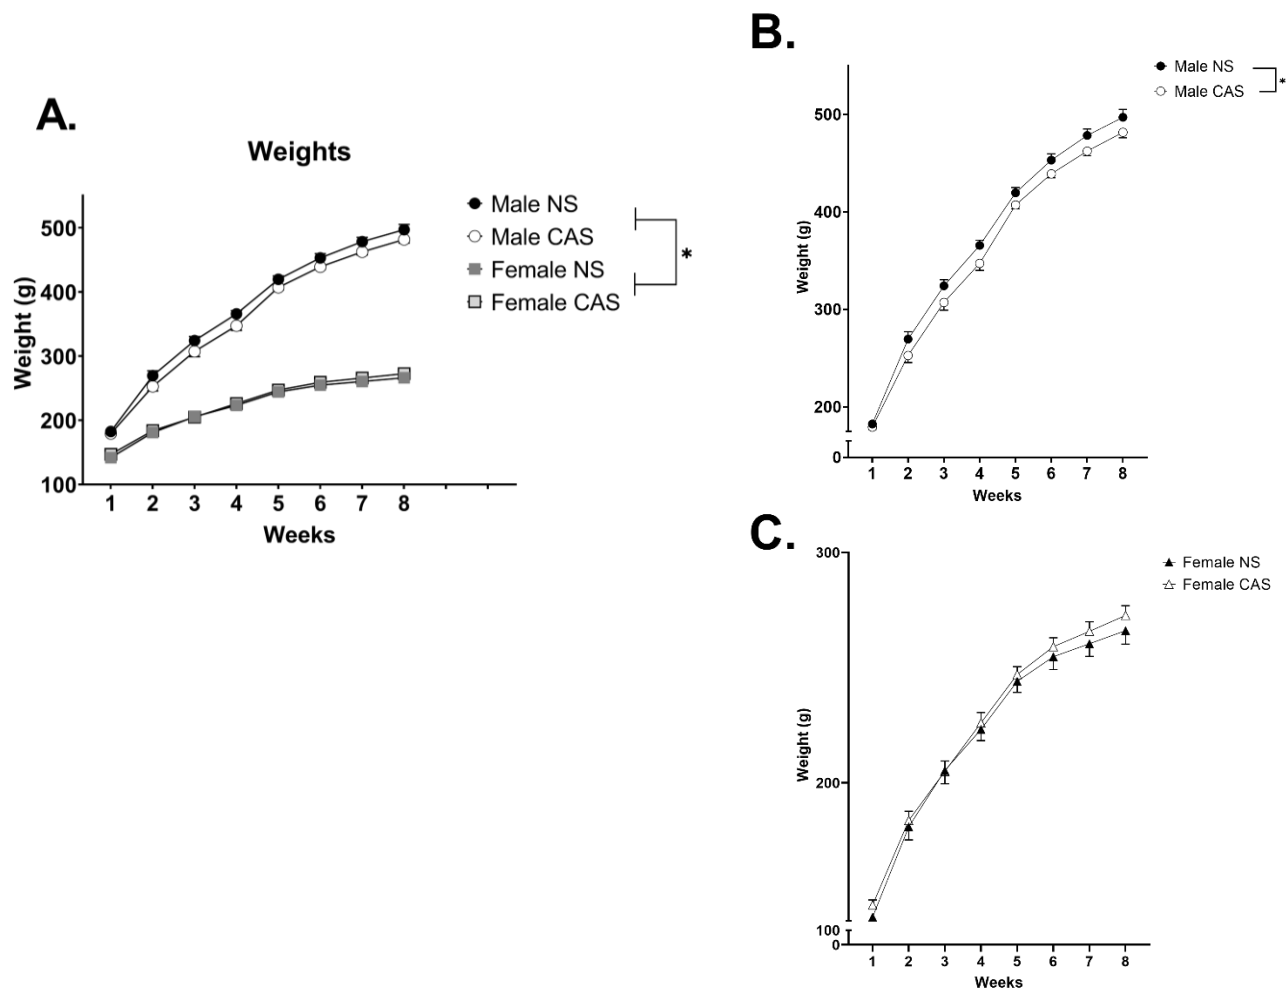 A.
Weights
Male NS
Male CAS
Female NS
Female CAS
*
Weight (g)
500
400
300
200
100
1 2 3 4 5 6 7 8
Weeks
B.
Male NS
Male CAS
*
Weight (g)
500
400
300
200
0
1 2 3 4 5 6 7 8
Weeks
C.
Female NS
Female CAS
Weight (g)
300
200
100
0
1 2 3 4 5 6 7 8
Weeks